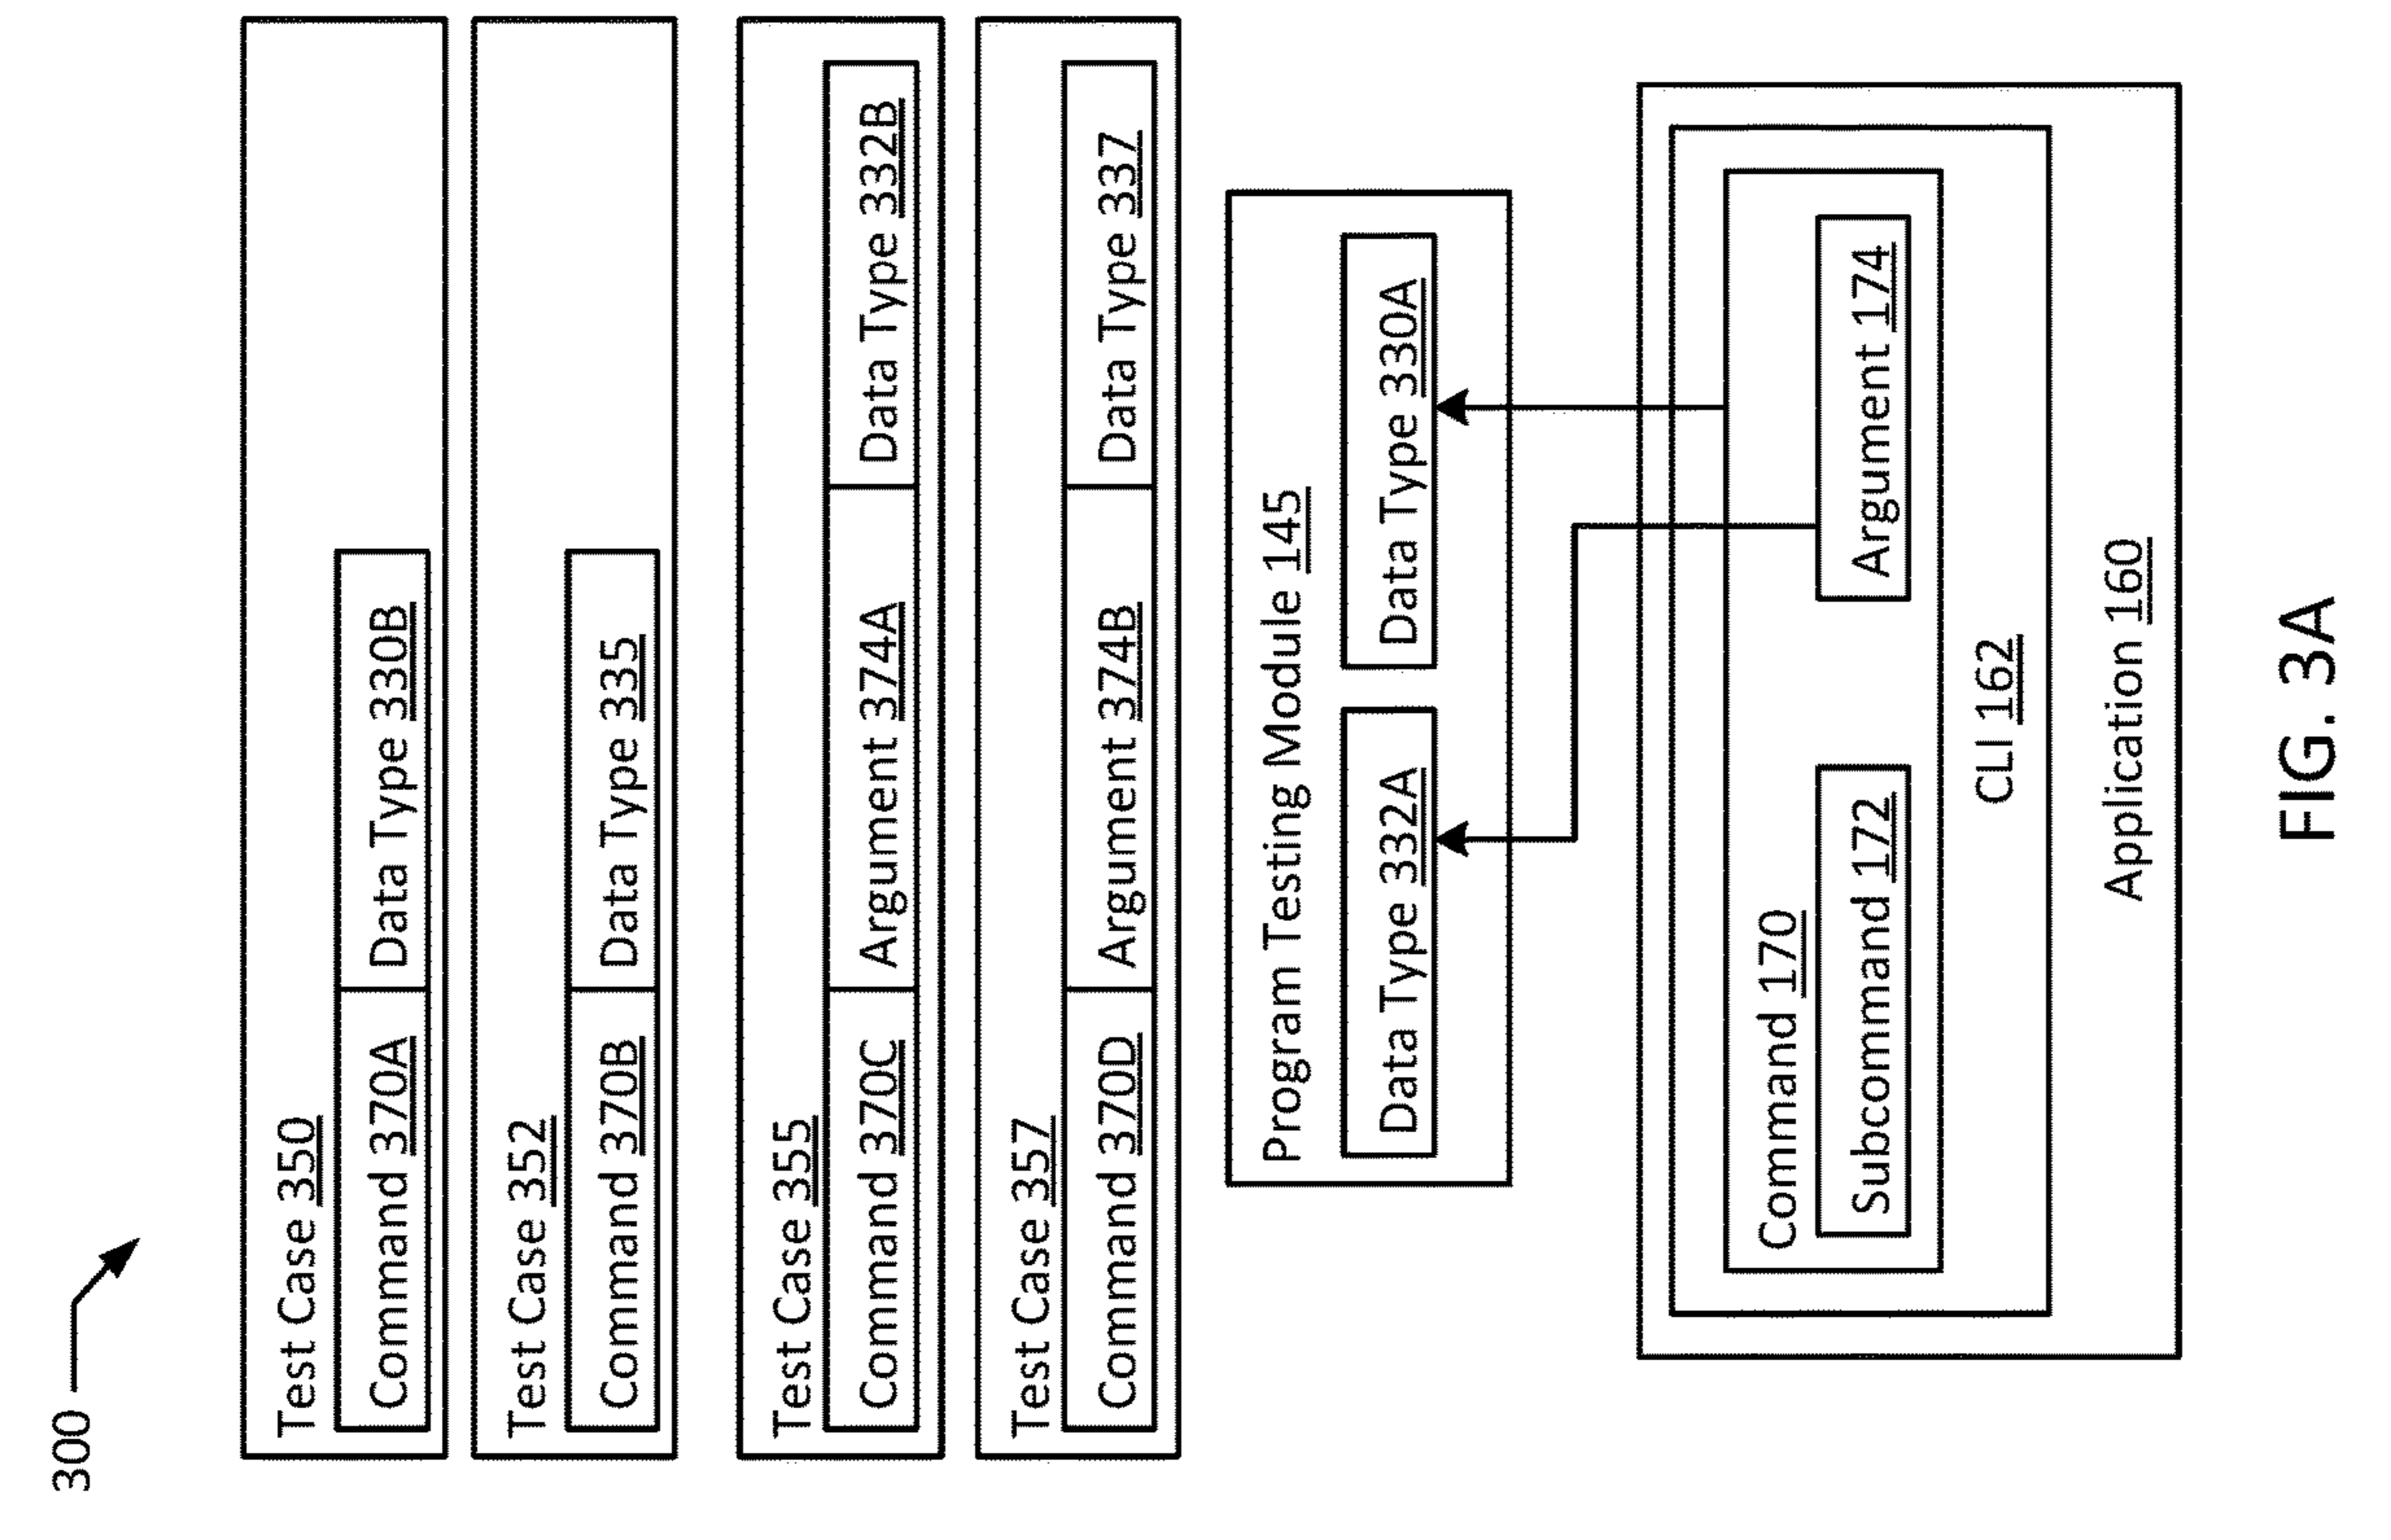 300
Test Case 350
Command 370A Data Type 330B
Test Case 352
Command 370B Data Type 335
Test Case 355
Command 370C Argument 374A Data Type 332B
Test Case 357
Command 370D Argument 374B Data Type 337
Program Testing Module 145
Data Type 332A Data Type 330A
Command 170
Subcommand 172 Argument 174
CLI 162
Application 160
FIG. 3A